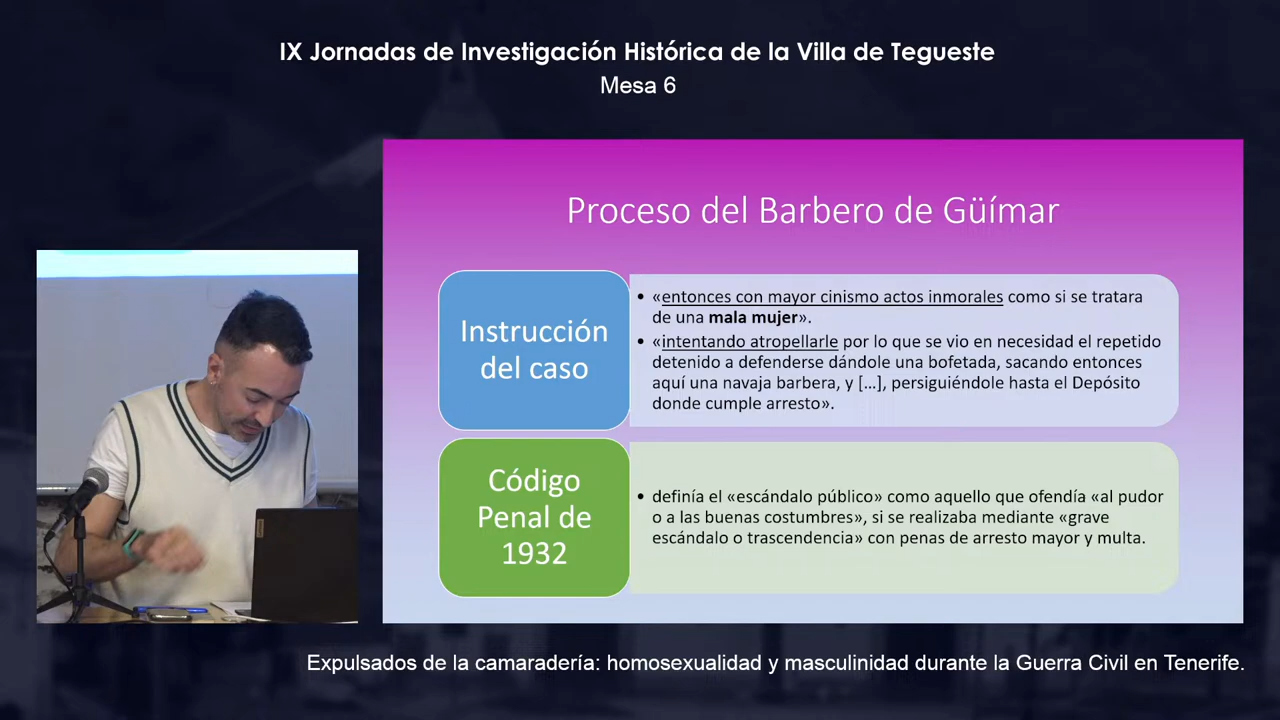 IX Jornadas de Investigación Histórica de la Villa de Tegueste
Mesa 6
Proceso del Barbero de Güímar
Instrucción
del caso
• «entonces con mayor cinismo actos inmorales como si se tratara
de una mala mujer».
• «intentando atropellarle por lo que se vio en necesidad el repetido
detenido a defenderse dándole una bofetada, sacando entonces
aquí una navaja barbera, y […], persiguiéndole hasta el Depósito
donde cumple arresto».
Código
Penal de
1932
• definía el «escándalo público» como aquello que ofendía «al pudor
o a las buenas costumbres», si se realizaba mediante «grave
escándalo o trascendencia» con penas de arresto mayor y multa.
Expulsados de la camaradería: homosexualidad y masculinidad durante la Guerra Civil en Tenerife.